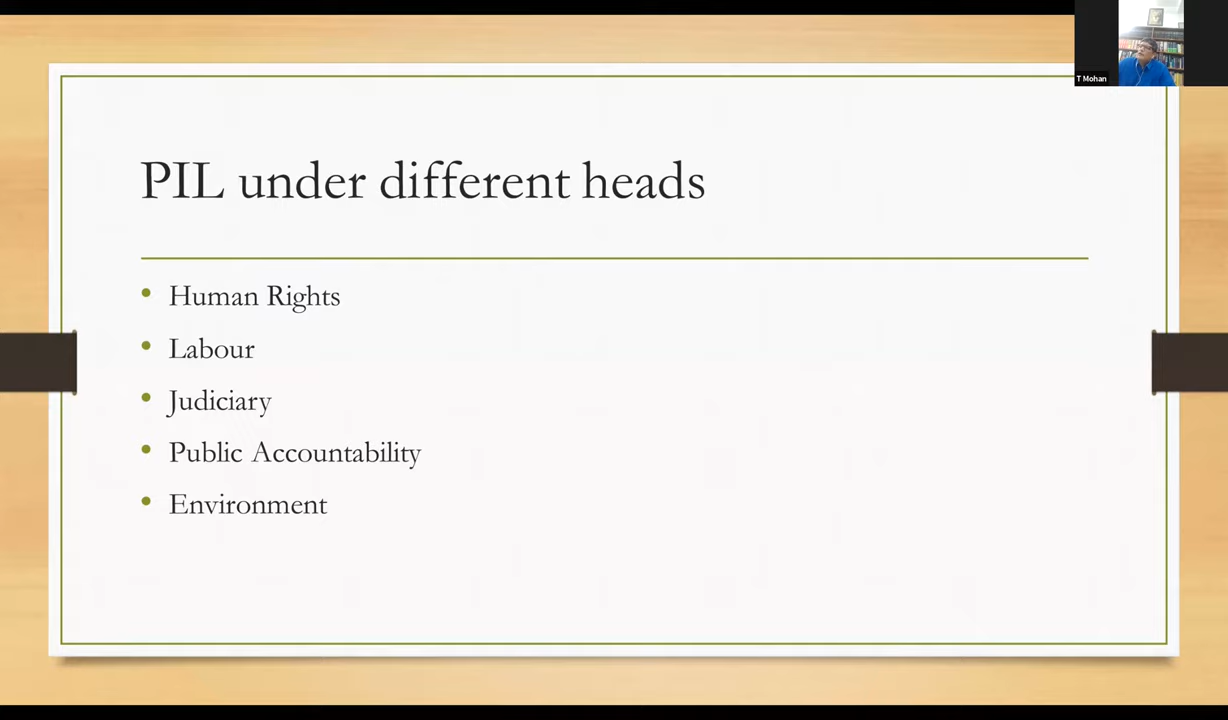 T Mohan
PIL under different heads
Human Rights
Labour
Judiciary
Public Accountability
Environment